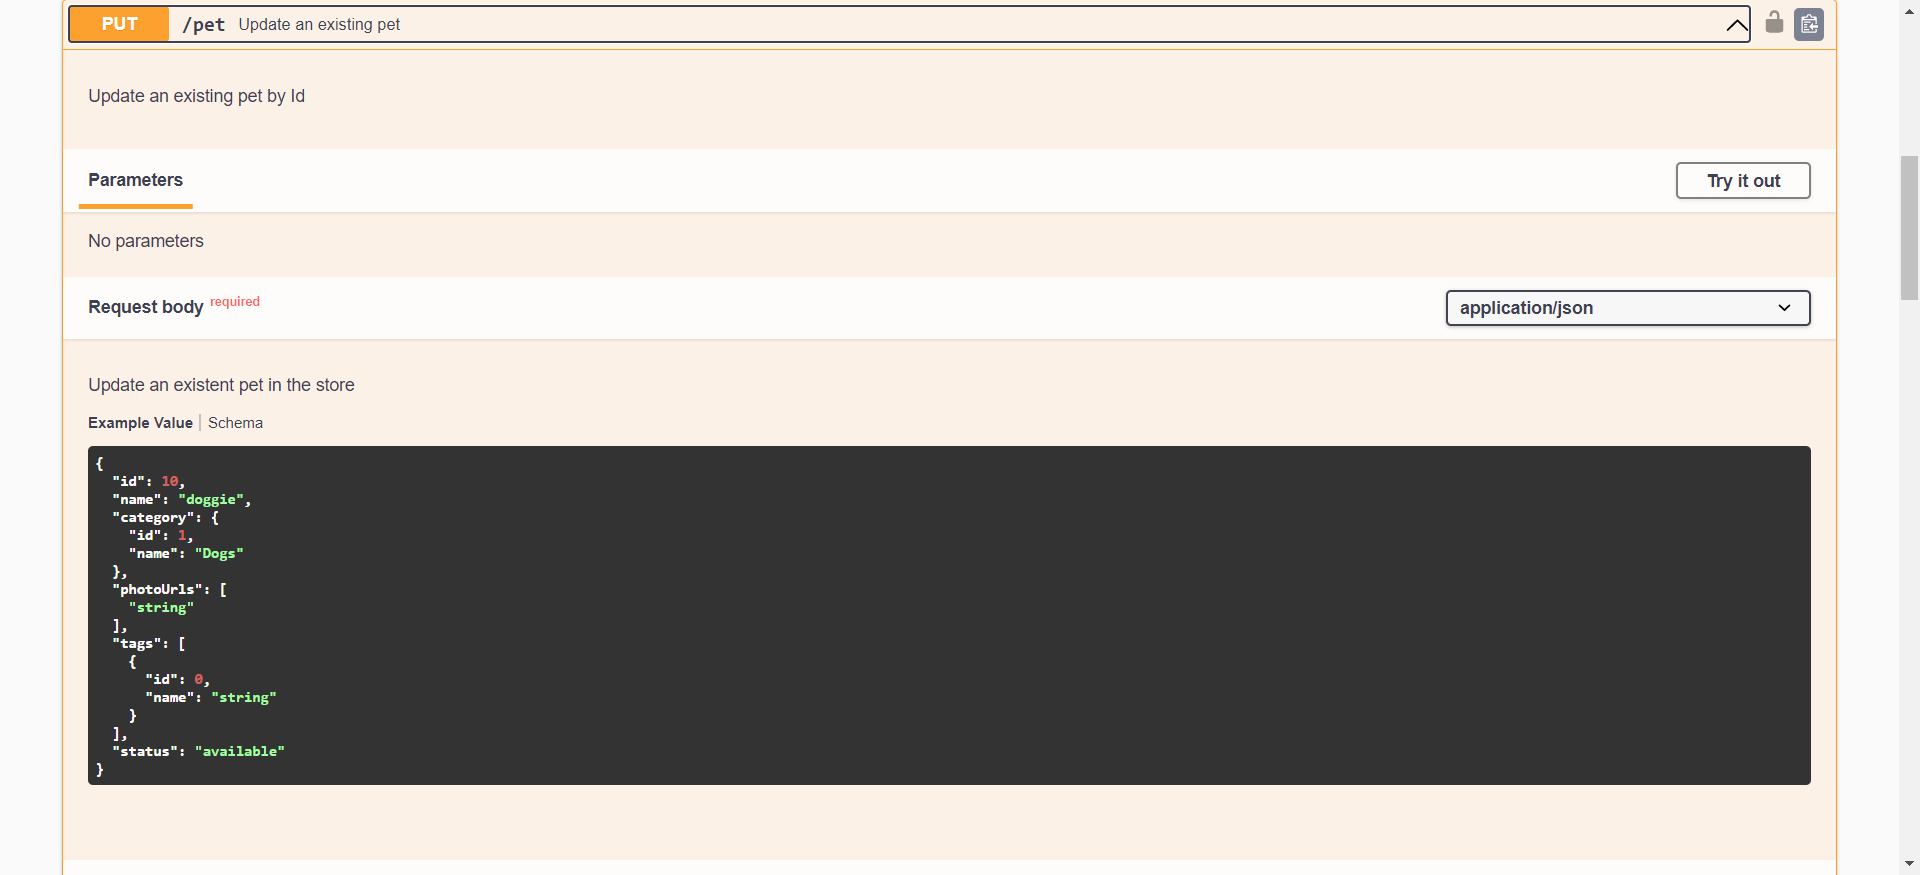 PUT /pet Update an existing pet
Update an existing pet by Id
Parameters Try it out
No parameters
Request body required application/json
Update an existent pet in the store
Example Value | Schema
{
  "id": 10,
  "name": "doggie",
  "category": {
    "id": 1,
    "name": "Dogs"
  },
  "photoUrls": [
    "string"
  ],
  "tags": [
    {
      "id": 0,
      "name": "string"
    }
  ],
  "status": "available"
}